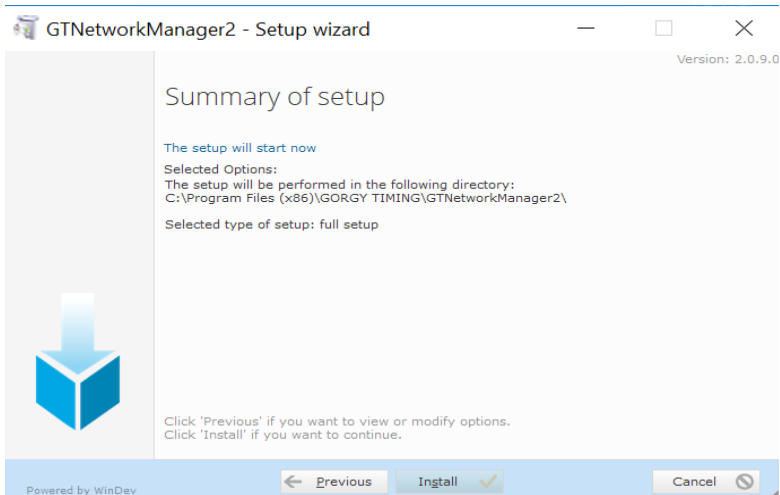 GTNetworkManager2 - Setup wizard
Version: 2.0.9.0
Summary of setup
The setup will start now
Selected Options:
The setup will be performed in the following directory:
C:\Program Files (x86)\GORGY TIMING\GTNetworkManager2\
Selected type of setup: full setup
Click 'Previous' if you want to view or modify options.
Click 'Install' if you want to continue.
Powered by WinDev
Previous
Install
Cancel